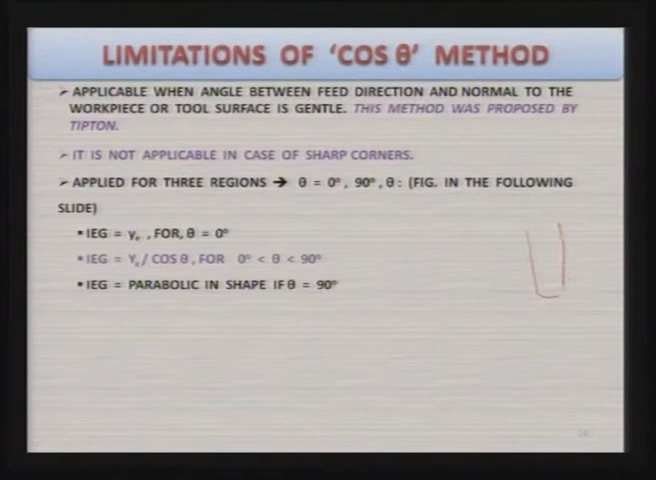 LIMITATIONS OF 'COS θ' METHOD
➢ APPLICABLE WHEN ANGLE BETWEEN FEED DIRECTION AND NORMAL TO THE
WORKPIECE OR TOOL SURFACE IS GENTLE. THIS METHOD WAS PROPOSED BY
TIPTON.
➢ IT IS NOT APPLICABLE IN CASE OF SHARP CORNERS.
➢ APPLIED FOR THREE REGIONS ➔ θ = 0°, 90°, θ: (FIG. IN THE FOLLOWING
SLIDE)
▪ IEG = yₑ , FOR, θ = 0°
▪ IEG = Yₑ/ COS θ, FOR 0° < θ < 90°
▪ IEG = PARABOLIC IN SHAPE IF θ = 90°